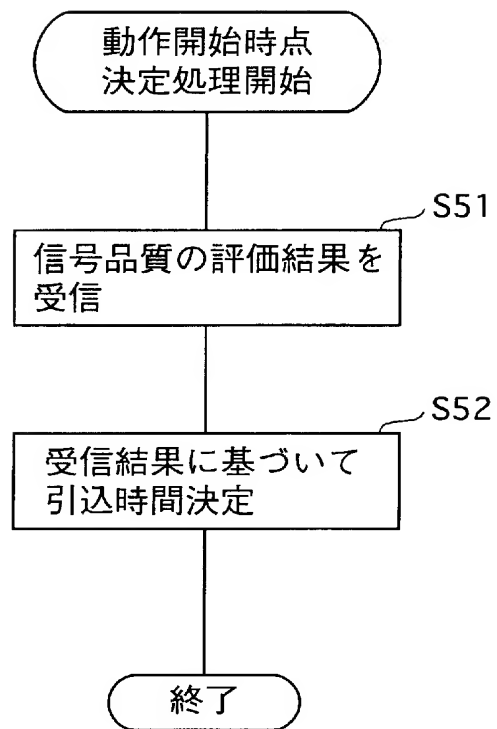 動作開始時点
決定処理開始
S51
信号品質の評価結果を
受信
S52
受信結果に基づいて
引込時間決定
終了